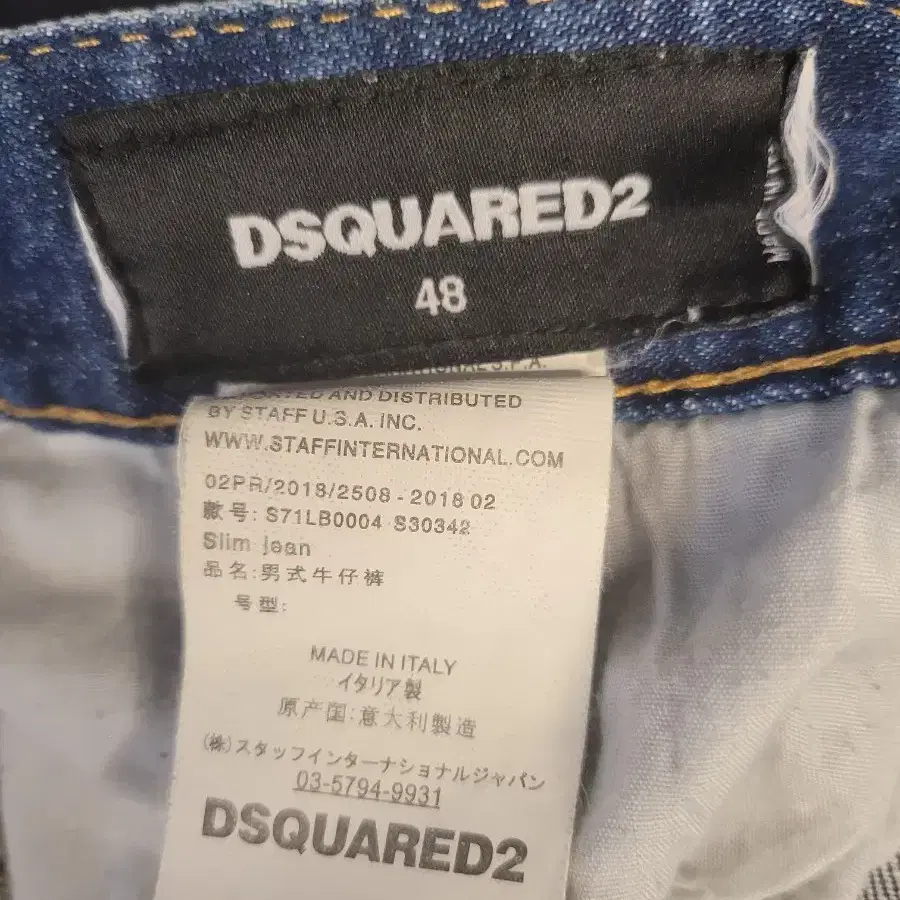 DSQUARED2
48
AND DISTRIBUTED
BY STAFF U.S.A. INC.
WWW.STAFFINTERNATIONAL.COM
02PR/2018/2508 - 2018 02
款号: S71LB0004 S30342
Slim jean
品名:男式牛仔裤
号型:
MADE IN ITALY
イタリア製
原产国:意大利製造
(株)スタッフインターナショナルジャパン
03-5794-9931
DSQUARED2